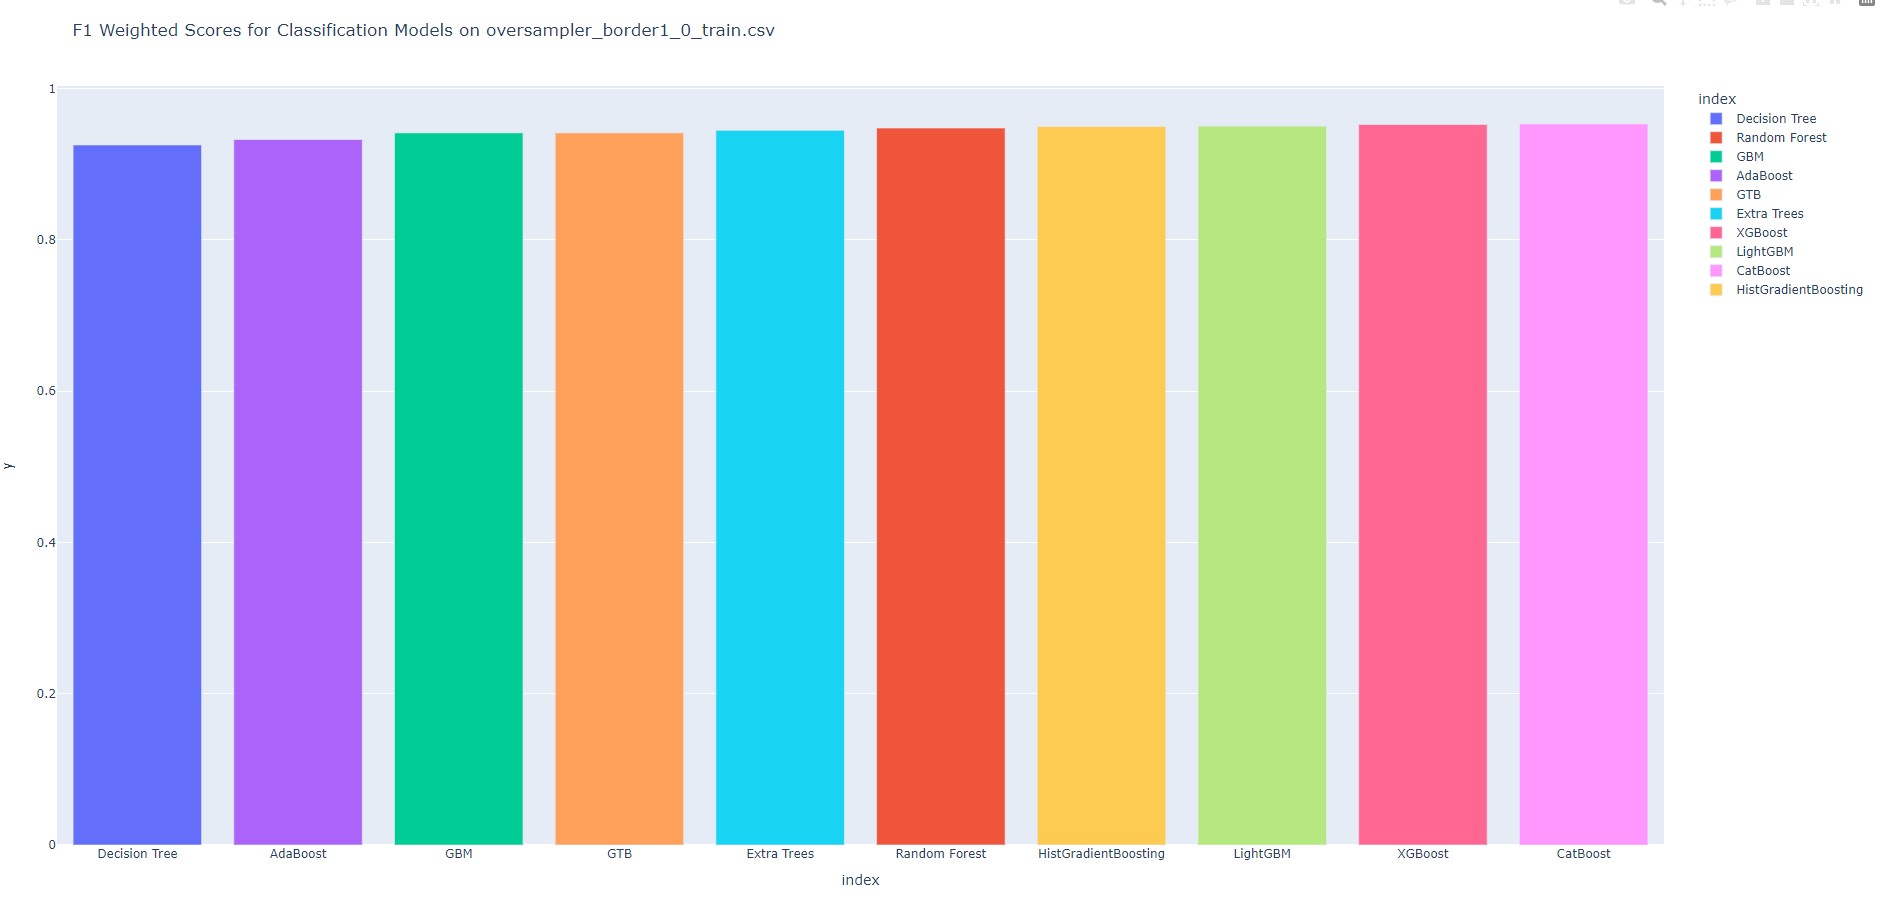 F1 Weighted Scores for Classification Models on oversampler_border1_0_train.csv
1
0.8
0.6
0.4
0.2
0
y
Decision Tree
AdaBoost
GBM
GTB
Extra Trees
Random Forest
HistGradientBoosting
LightGBM
XGBoost
CatBoost
index
index
Decision Tree
Random Forest
GBM
AdaBoost
GTB
Extra Trees
XGBoost
LightGBM
CatBoost
HistGradientBoosting